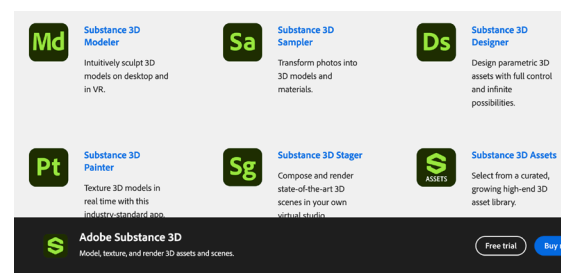 Md
Substance 3D
Modeler
Intuitively sculpt 3D
models on desktop and
in VR.
Sa
Substance 3D
Sampler
Transform photos into
3D models and
materials.
Ds
Substance 3D
Designer
Design parametric 3D
assets with full control
and infinite
possibilities.
Pt
Substance 3D
Painter
Texture 3D models in
real time with this
industry-standard app.
Sg
Substance 3D Stager
Compose and render
state-of-the-art 3D
scenes in your own
virtual studio.
S
ASSETS
Substance 3D Assets
Select from a curated,
growing high-end 3D
asset library.
S
Adobe Substance 3D
Model, texture, and render 3D assets and scenes.
Free trial
Buy